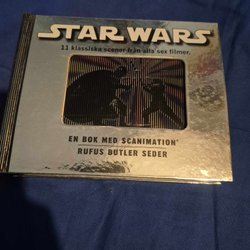 STAR WARS
11 klassiska scener från alla sex filmer.
EN BOK MED SCANIMATION®
RUFUS BUTLER SEDER